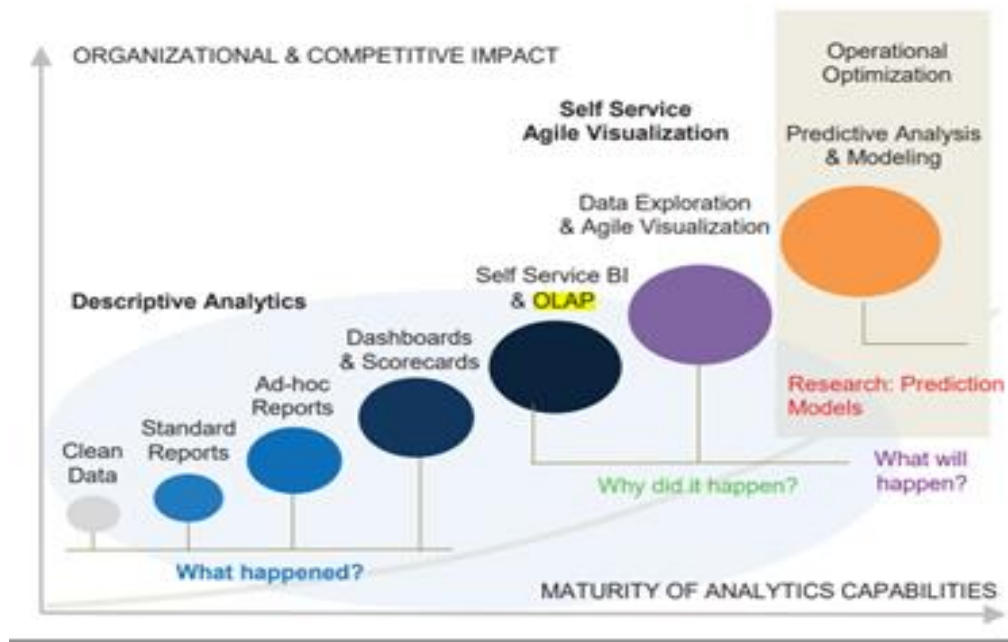 ORGANIZATIONAL & COMPETITIVE IMPACT
Operational
Optimization
Self Service
Agile Visualization
Predictive Analysis
& Modeling
Data Exploration
& Agile Visualization
Self Service BI
& OLAP
Descriptive Analytics
Dashboards
& Scorecards
Ad-hoc
Reports
Standard
Reports
Clean
Data
Research: Prediction
Models
What will
happen?
Why did it happen?
What happened?
MATURITY OF ANALYTICS CAPABILITIES